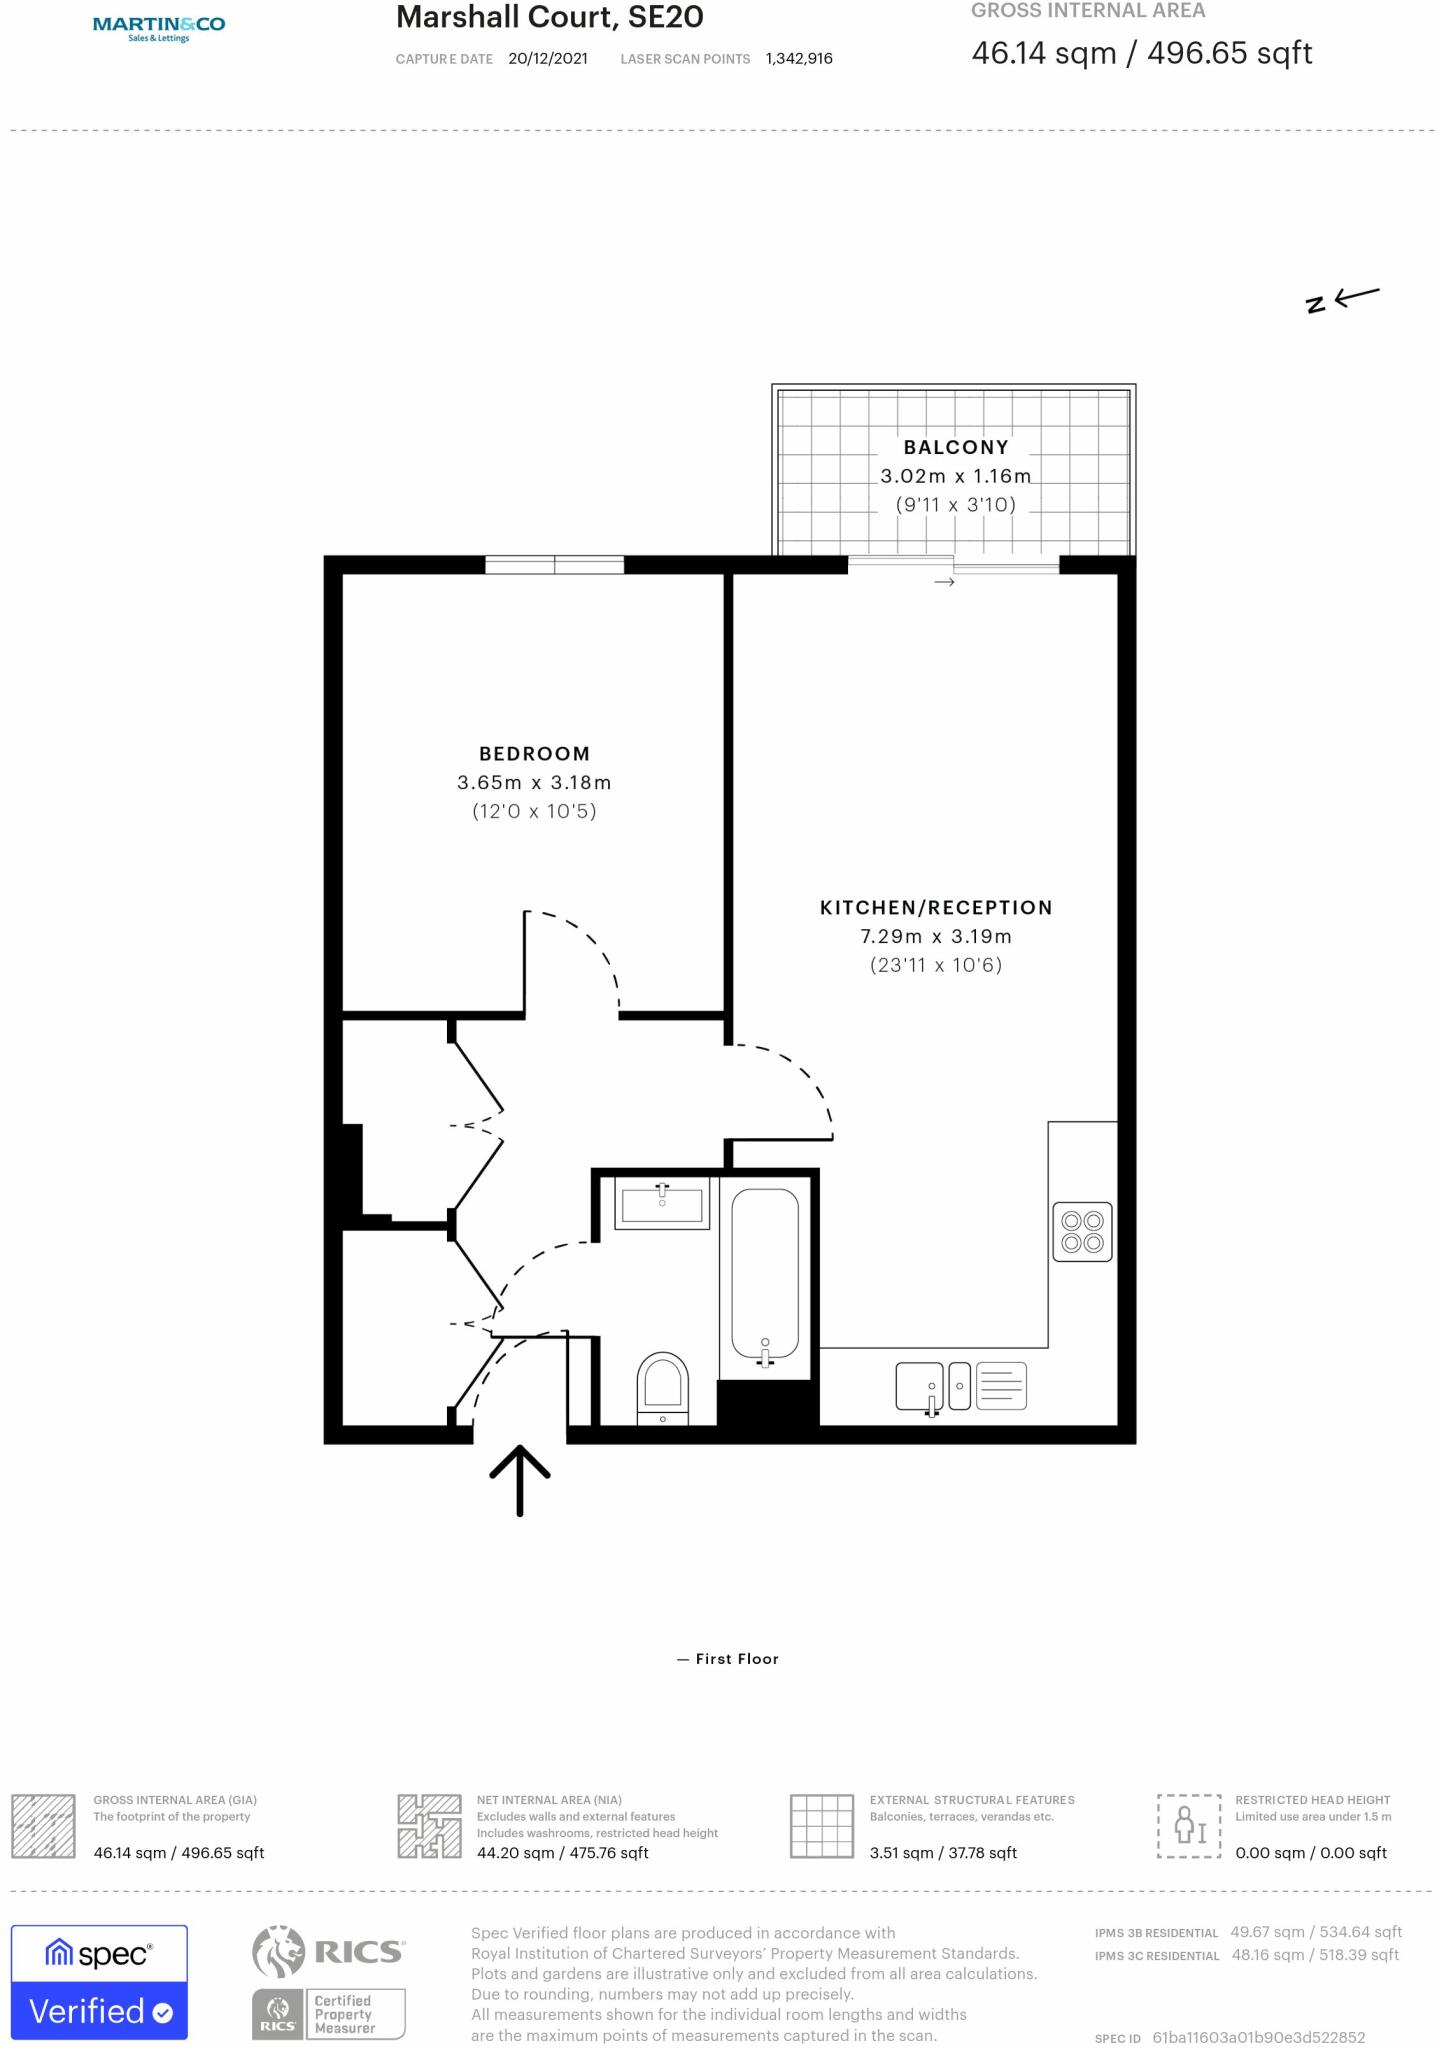 MARTIN&CO
Sales & Lettings
Marshall Court, SE20
CAPTURE DATE 20/12/2021 LASER SCAN POINTS 1,342,916
GROSS INTERNAL AREA
46.14 sqm / 496.65 sqft
N
BALCONY
3.02m x 1.16m
(9'11 x 3'10)
BEDROOM
3.65m x 3.18m
(12'0 x 10'5)
KITCHEN/RECEPTION
7.29m x 3.19m
(23'11 x 10'6)
— First Floor
GROSS INTERNAL AREA (GIA)
The footprint of the property
46.14 sqm / 496.65 sqft
NET INTERNAL AREA (NIA)
Excludes walls and external features
Includes washrooms, restricted head height
44.20 sqm / 475.76 sqft
EXTERNAL STRUCTURAL FEATURES
Balconies, terraces, verandas etc.
3.51 sqm / 37.78 sqft
RESTRICTED HEAD HEIGHT
Limited use area under 1.5 m
0.00 sqm / 0.00 sqft
spec®
Verified
RICS®
RICS
Certified
Property
Measurer
Spec Verified floor plans are produced in accordance with
Royal Institution of Chartered Surveyors’ Property Measurement Standards.
Plots and gardens are illustrative only and excluded from all area calculations.
Due to rounding, numbers may not add up precisely.
All measurements shown for the individual room lengths and widths
are the maximum points of measurements captured in the scan.
IPMS 3B RESIDENTIAL 49.67 sqm / 534.64 sqft
IPMS 3C RESIDENTIAL 48.16 sqm / 518.39 sqft
SPEC ID 61ba11603a01b90e3d522852